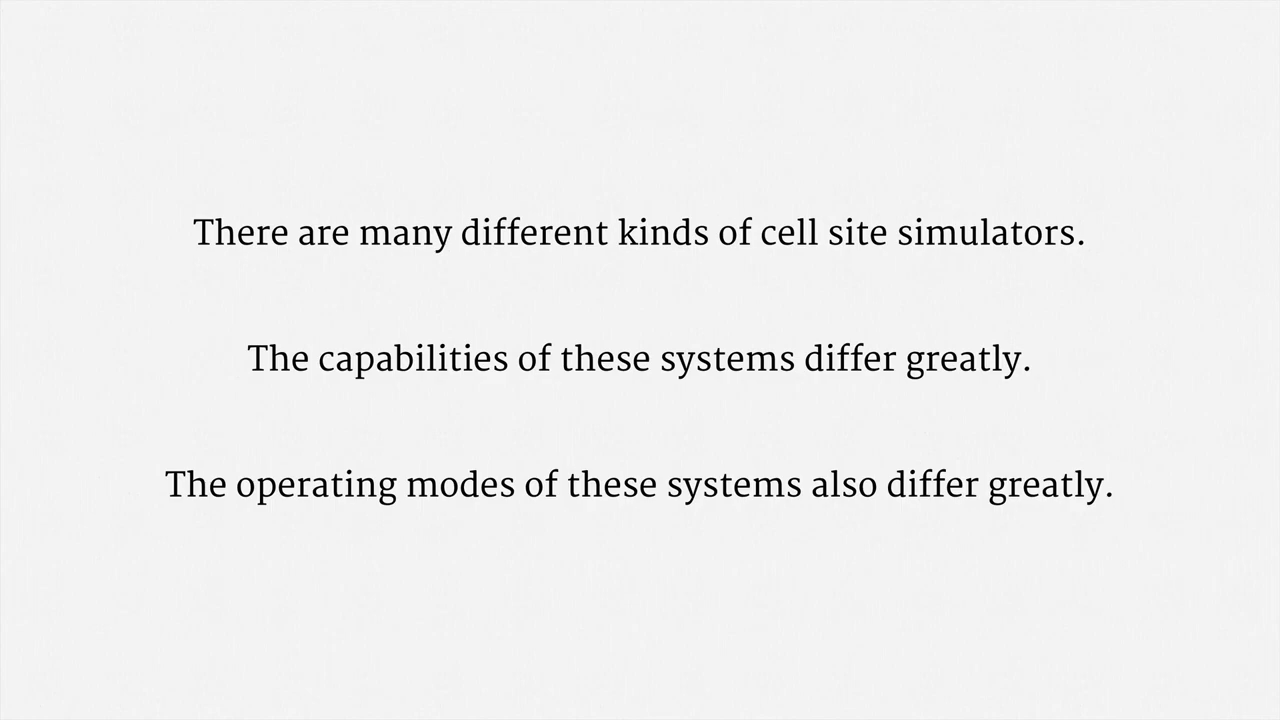 There are many different kinds of cell site simulators.
The capabilities of these systems differ greatly.
The operating modes of these systems also differ greatly.